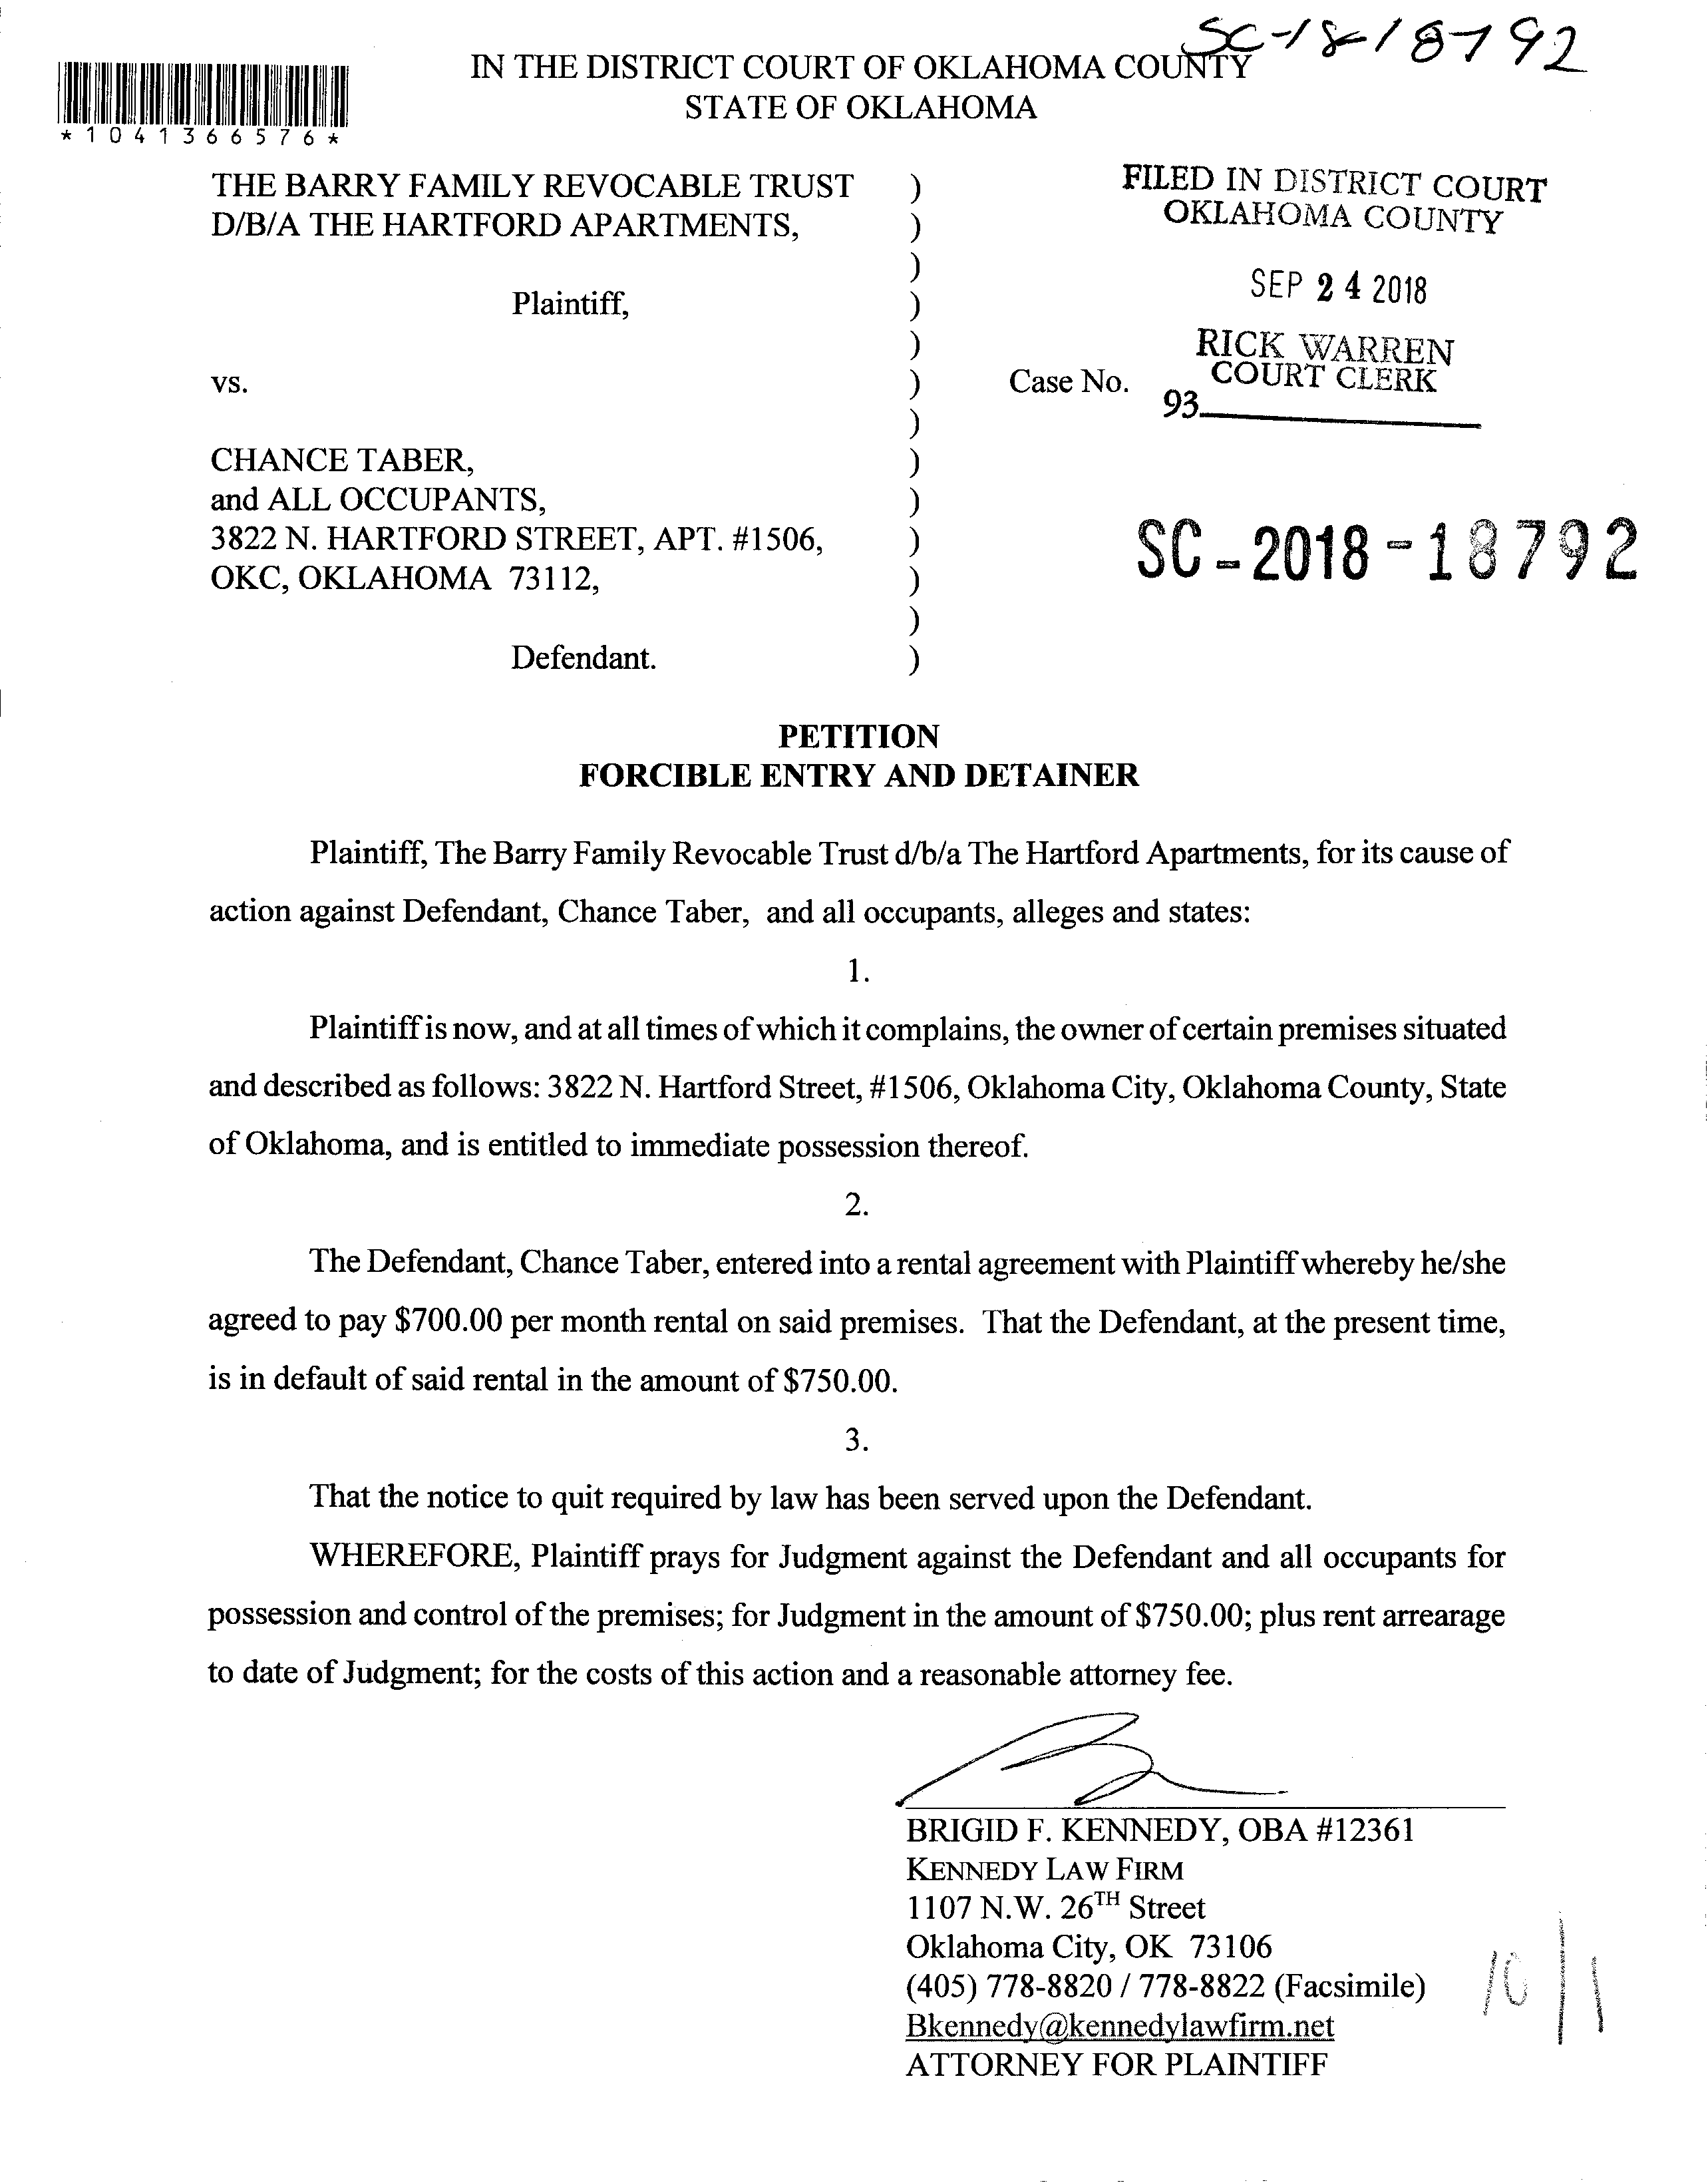 SC-18-18792
IN THE DISTRICT COURT OF OKLAHOMA COUNTY
STATE OF OKLAHOMA
*1041366576*
THE BARRY FAMILY REVOCABLE TRUST )
D/B/A THE HARTFORD APARTMENTS, )
)
Plaintiff, )
)
vs. ) Case No.
)
CHANCE TABER, )
and ALL OCCUPANTS, )
3822 N. HARTFORD STREET, APT. #1506, )
OKC, OKLAHOMA 73112, )
)
Defendant. )
FILED IN DISTRICT COURT
OKLAHOMA COUNTY
SEP 24 2018
RICK WARREN
COURT CLERK
93
SC-2018-18792
PETITION
FORCIBLE ENTRY AND DETAINER
Plaintiff, The Barry Family Revocable Trust d/b/a The Hartford Apartments, for its cause of
action against Defendant, Chance Taber, and all occupants, alleges and states:
1.
Plaintiff is now, and at all times of which it complains, the owner of certain premises situated
and described as follows: 3822 N. Hartford Street, #1506, Oklahoma City, Oklahoma County, State
of Oklahoma, and is entitled to immediate possession thereof.
2.
The Defendant, Chance Taber, entered into a rental agreement with Plaintiff whereby he/she
agreed to pay $700.00 per month rental on said premises. That the Defendant, at the present time,
is in default of said rental in the amount of $750.00.
3.
That the notice to quit required by law has been served upon the Defendant.
WHEREFORE, Plaintiff prays for Judgment against the Defendant and all occupants for
possession and control of the premises; for Judgment in the amount of $750.00; plus rent arrearage
to date of Judgment; for the costs of this action and a reasonable attorney fee.
BRIGID F. KENNEDY, OBA #12361
KENNEDY LAW FIRM
1107 N.W. 26TH Street
Oklahoma City, OK 73106
(405) 778-8820 / 778-8822 (Facsimile)
Bkennedy@kennedylawfirm.net
ATTORNEY FOR PLAINTIFF
10/1